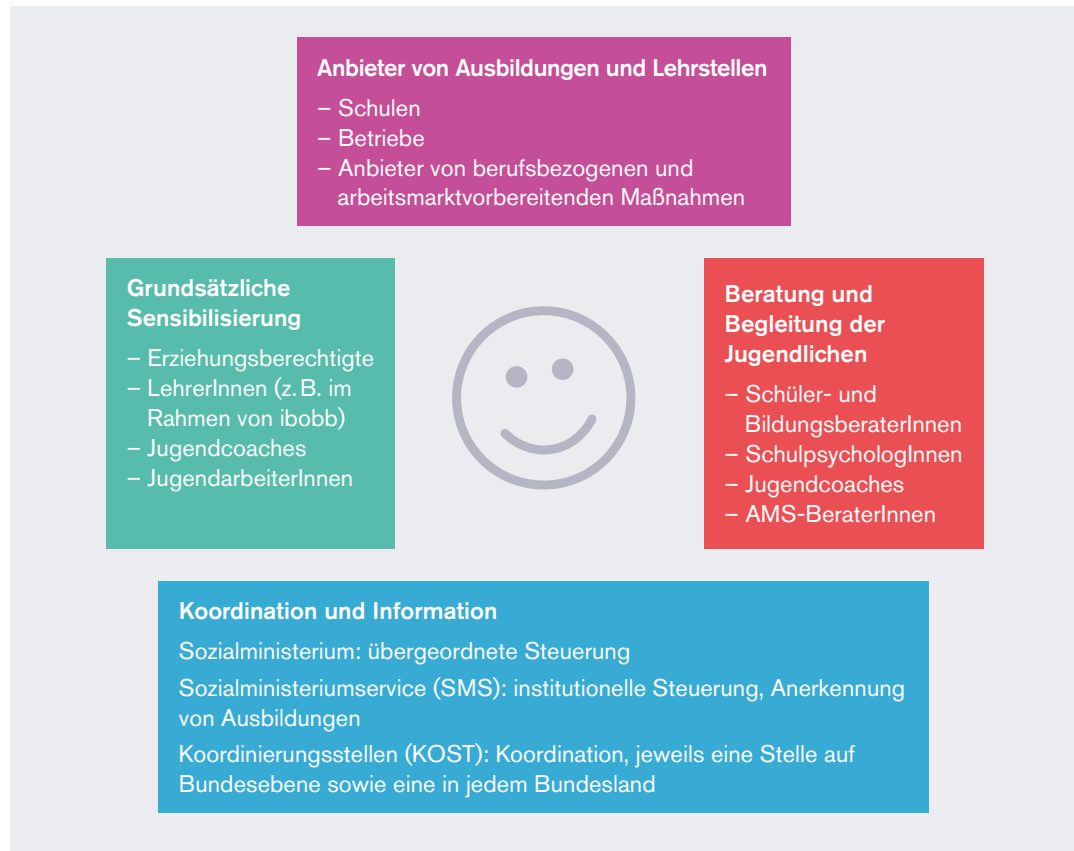 Anbieter von Ausbildungen und Lehrstellen
– Schulen
– Betriebe
– Anbieter von berufsbezogenen und
arbeitsmarktvorbereitenden Maßnahmen
Grundsätzliche
Sensibilisierung
– Erziehungsberechtigte
– LehrerInnen (z. B. im
Rahmen von ibobb)
– Jugendcoaches
– JugendarbeiterInnen
Beratung und
Begleitung der
Jugendlichen
– Schüler- und
BildungsberaterInnen
– SchulpsychologInnen
– Jugendcoaches
– AMS-BeraterInnen
Koordination und Information
Sozialministerium: übergeordnete Steuerung
Sozialministeriumservice (SMS): institutionelle Steuerung, Anerkennung
von Ausbildungen
Koordinierungsstellen (KOST): Koordination, jeweils eine Stelle auf
Bundesebene sowie eine in jedem Bundesland